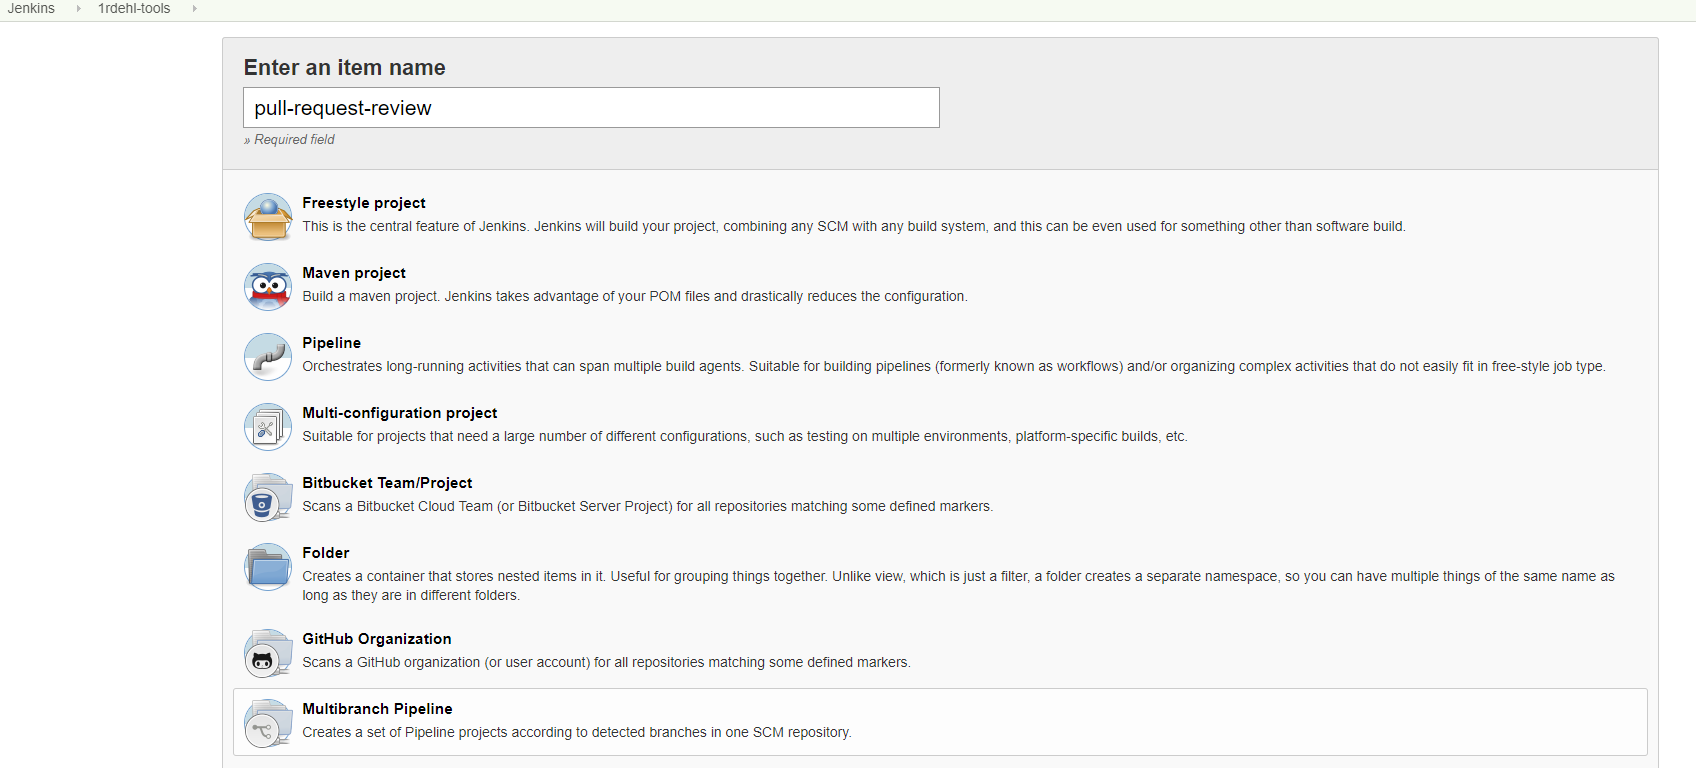 Jenkins 1rdehl-tools
Enter an item name
pull-request-review
» Required field
Freestyle project
This is the central feature of Jenkins. Jenkins will build your project, combining any SCM with any build system, and this can be even used for something other than software build.
Maven project
Build a maven project. Jenkins takes advantage of your POM files and drastically reduces the configuration.
Pipeline
Orchestrates long-running activities that can span multiple build agents. Suitable for building pipelines (formerly known as workflows) and/or organizing complex activities that do not easily fit in free-style job type.
Multi-configuration project
Suitable for projects that need a large number of different configurations, such as testing on multiple environments, platform-specific builds, etc.
Bitbucket Team/Project
Scans a Bitbucket Cloud Team (or Bitbucket Server Project) for all repositories matching some defined markers.
Folder
Creates a container that stores nested items in it. Useful for grouping things together. Unlike view, which is just a filter, a folder creates a separate namespace, so you can have multiple things of the same name as
long as they are in different folders.
GitHub Organization
Scans a GitHub organization (or user account) for all repositories matching some defined markers.
Multibranch Pipeline
Creates a set of Pipeline projects according to detected branches in one SCM repository.